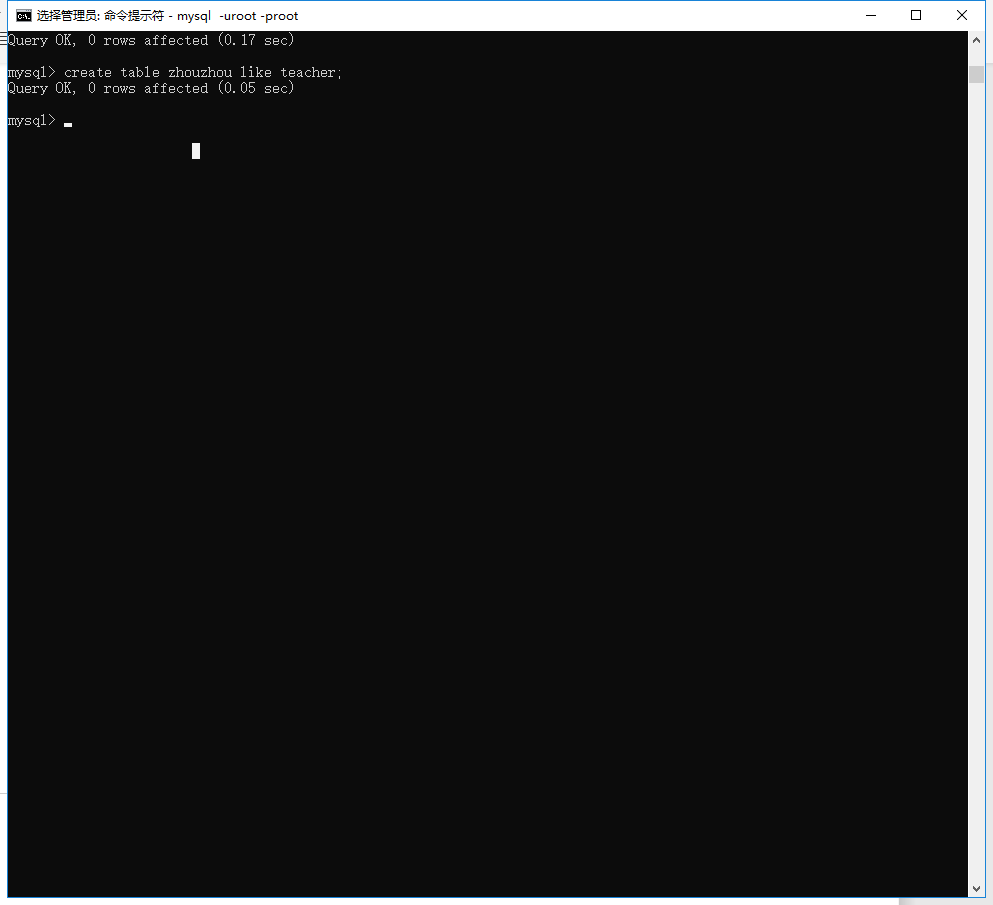 选择管理员: 命令提示符 - mysql  -uroot -proot
Query OK, 0 rows affected (0.17 sec)
mysql> create table zhouzhou like teacher;
Query OK, 0 rows affected (0.05 sec)
mysql>